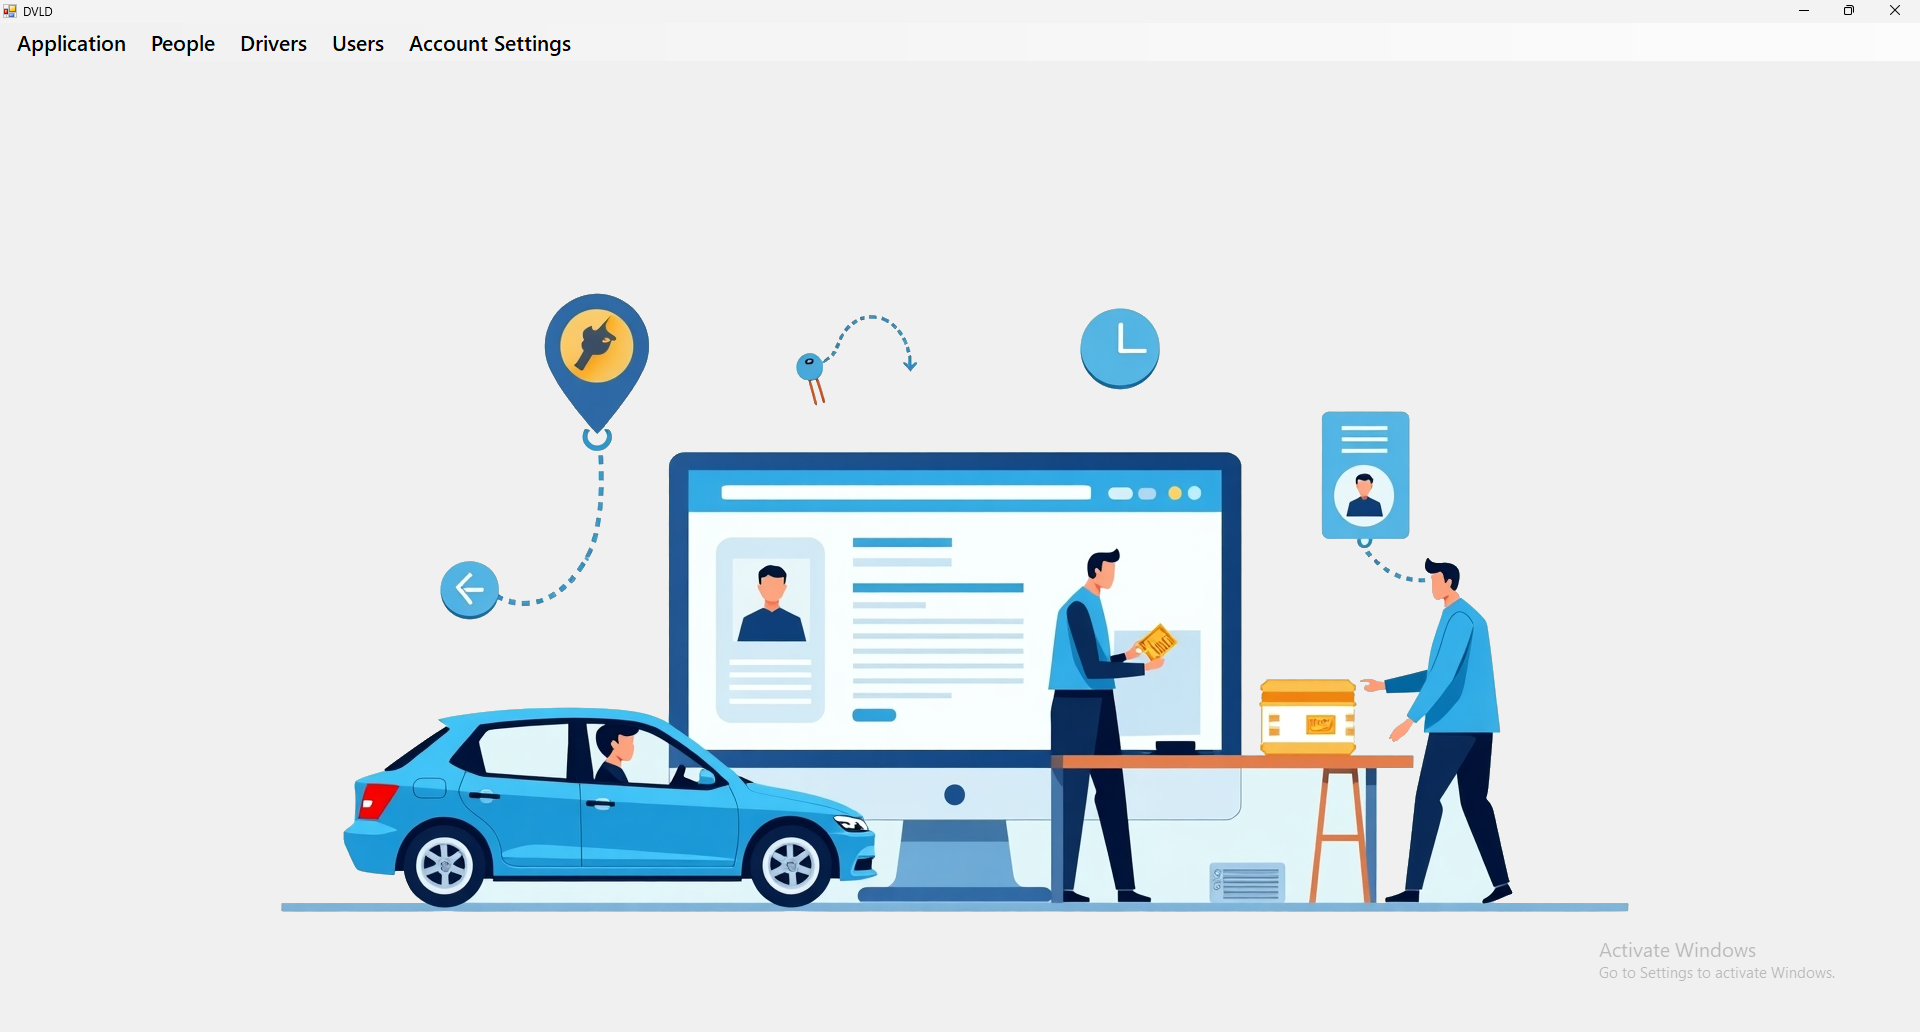 DVLD
Application People Drivers Users Account Settings
Activate Windows
Go to Settings to activate Windows.